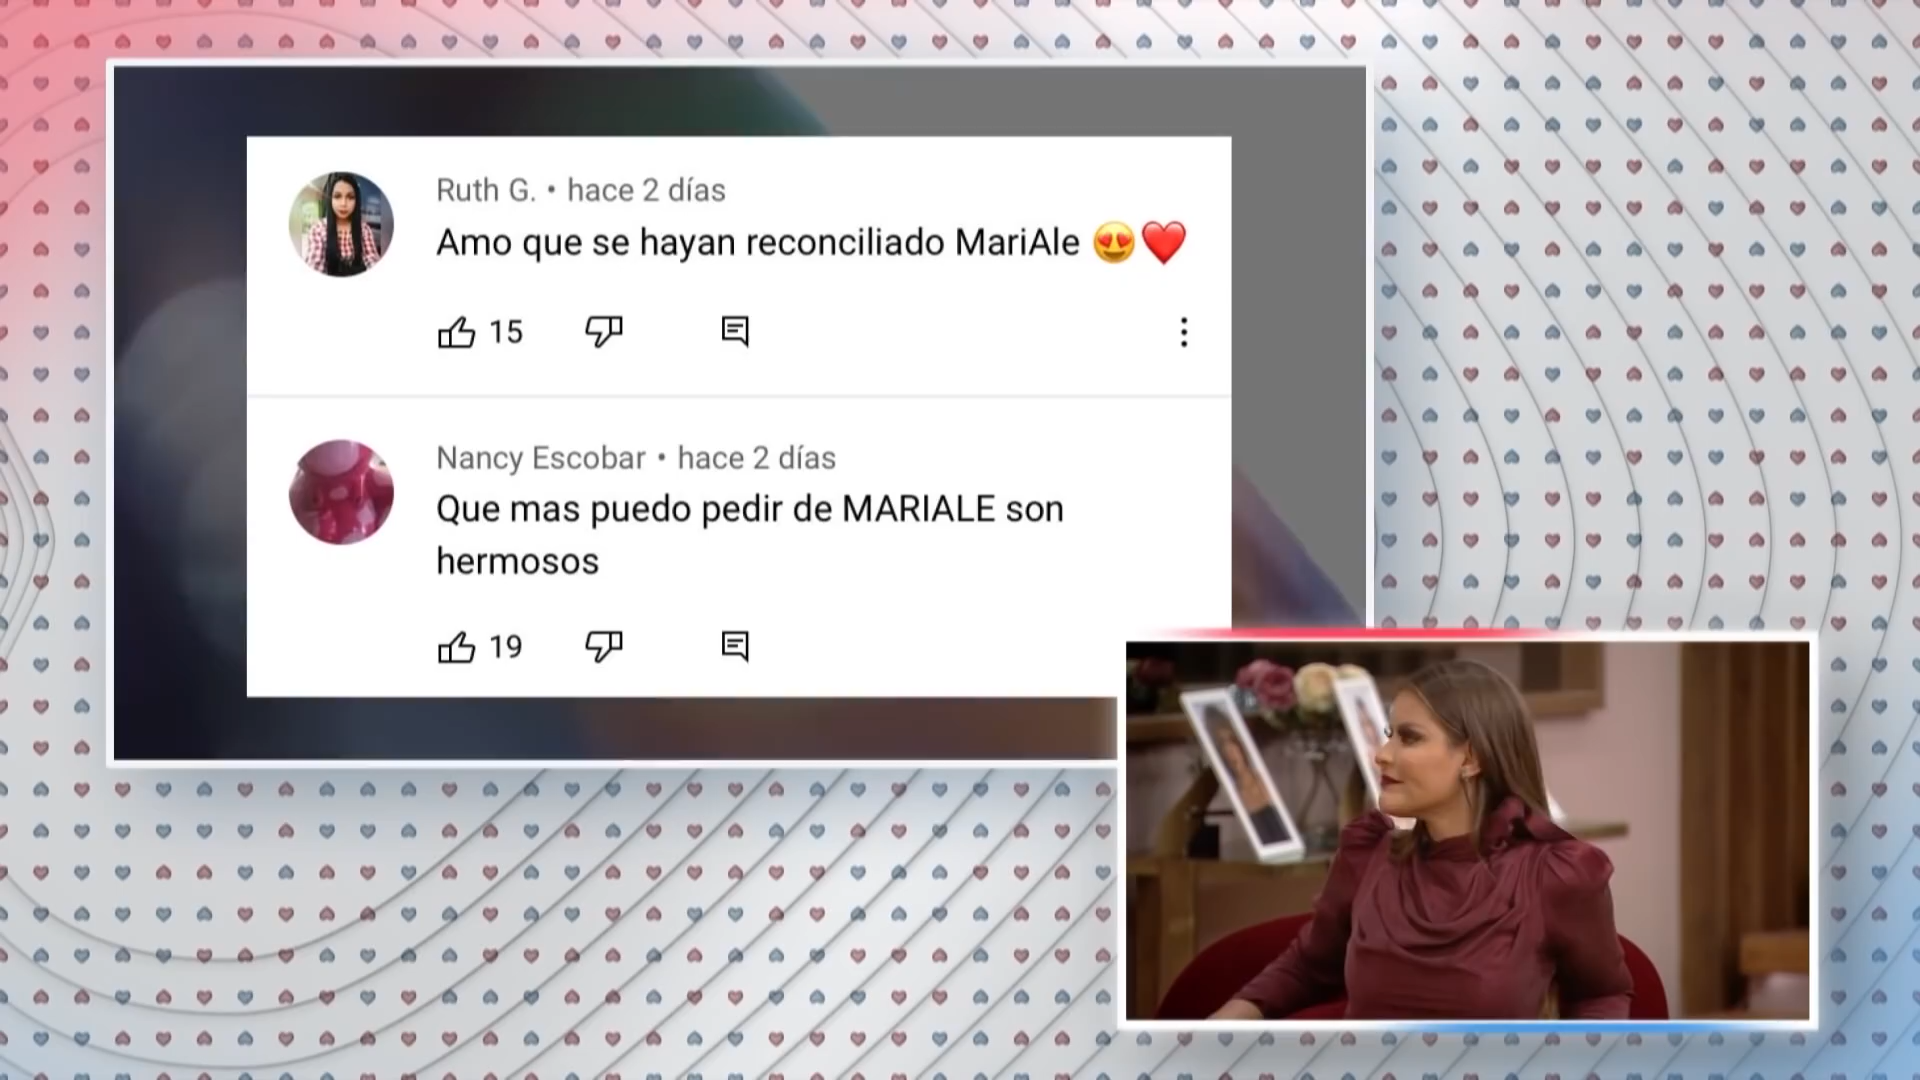 Ruth G. • hace 2 días
Amo que se hayan reconciliado MariAle 😍❤️
15
Nancy Escobar • hace 2 días
Que mas puedo pedir de MARIALE son
hermosos
19